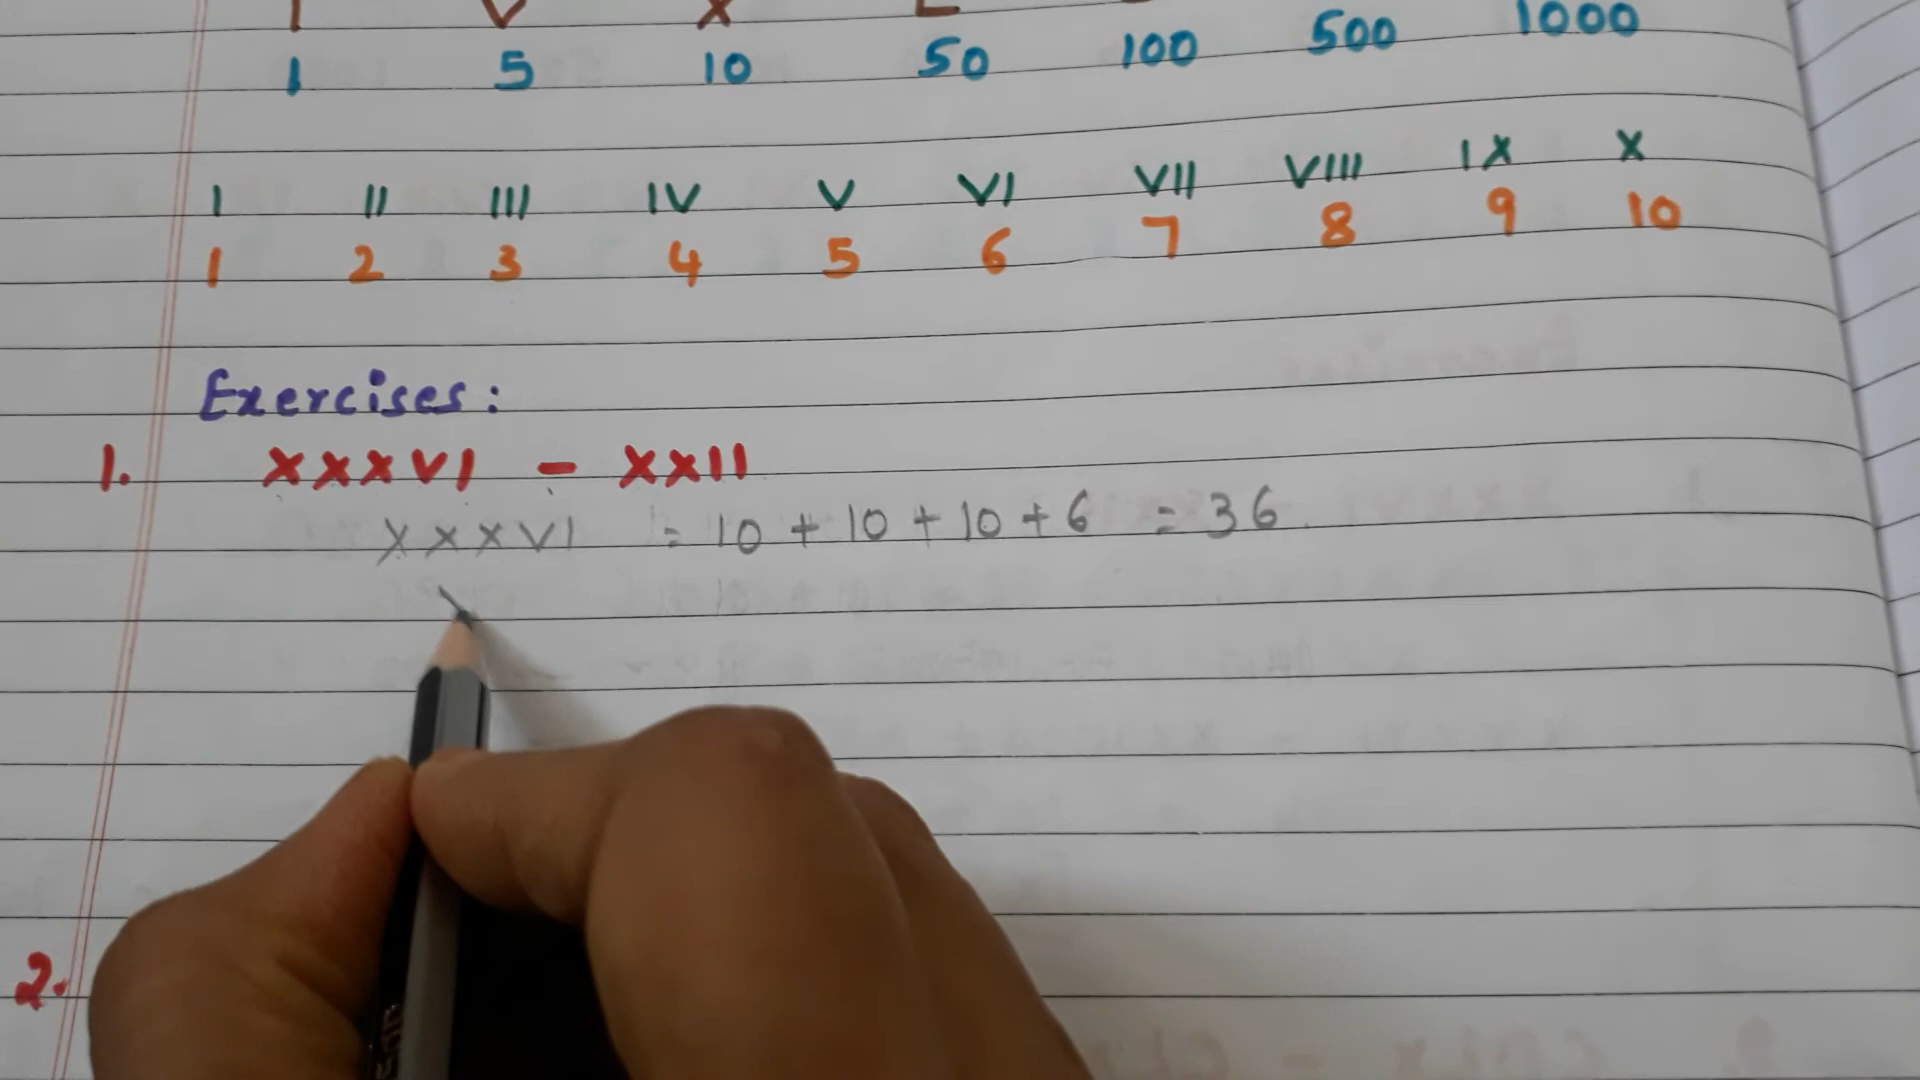 I V X
1 5 10 50 100 500 1000
I II III IV V VI VII VIII IX X
1 2 3 4 5 6 7 8 9 10
Exercises:
1. XXXVI - XXII
XXXVI = 10 + 10 + 10 + 6 = 36
2.